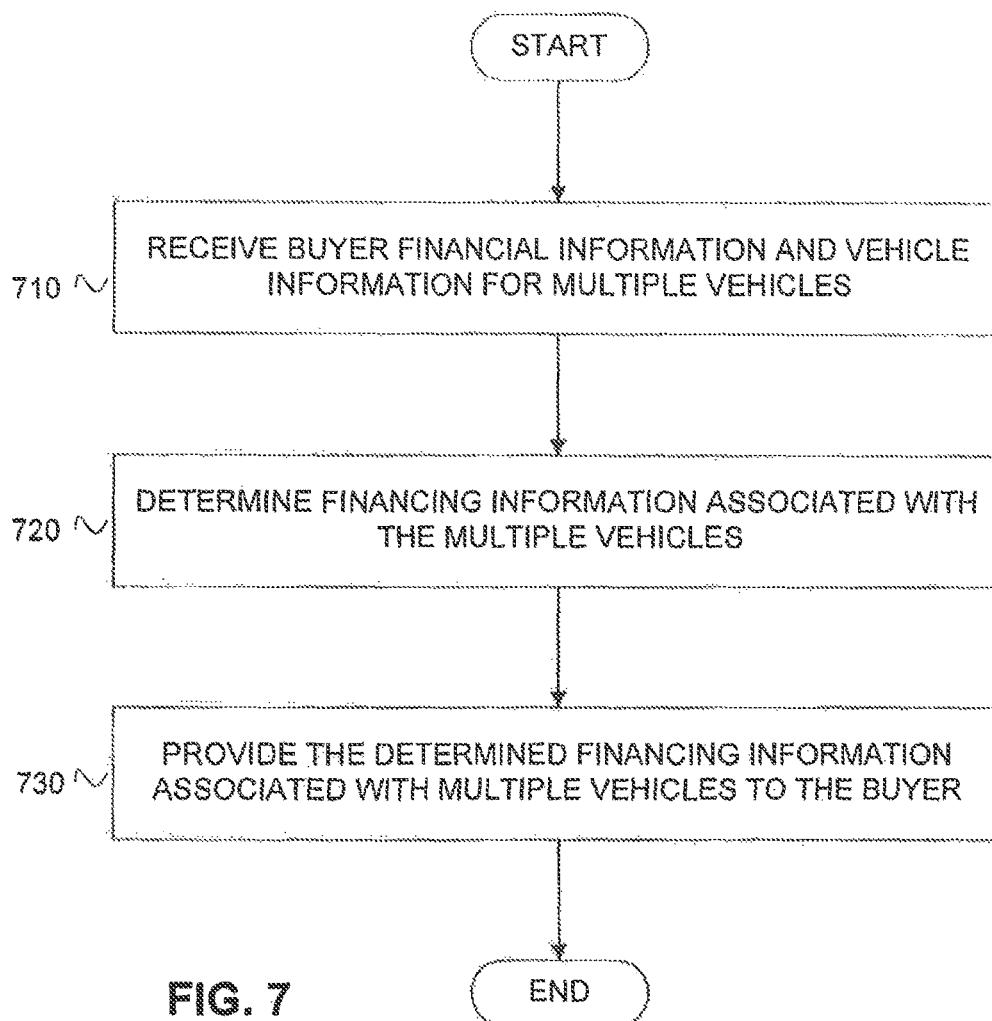 START
RECEIVE BUYER FINANCIAL INFORMATION AND VEHICLE
INFORMATION FOR MULTIPLE VEHICLES
710
DETERMINE FINANCING INFORMATION ASSOCIATED WITH
THE MULTIPLE VEHICLES
720
PROVIDE THE DETERMINED FINANCING INFORMATION
ASSOCIATED WITH MULTIPLE VEHICLES TO THE BUYER
730
END
FIG. 7